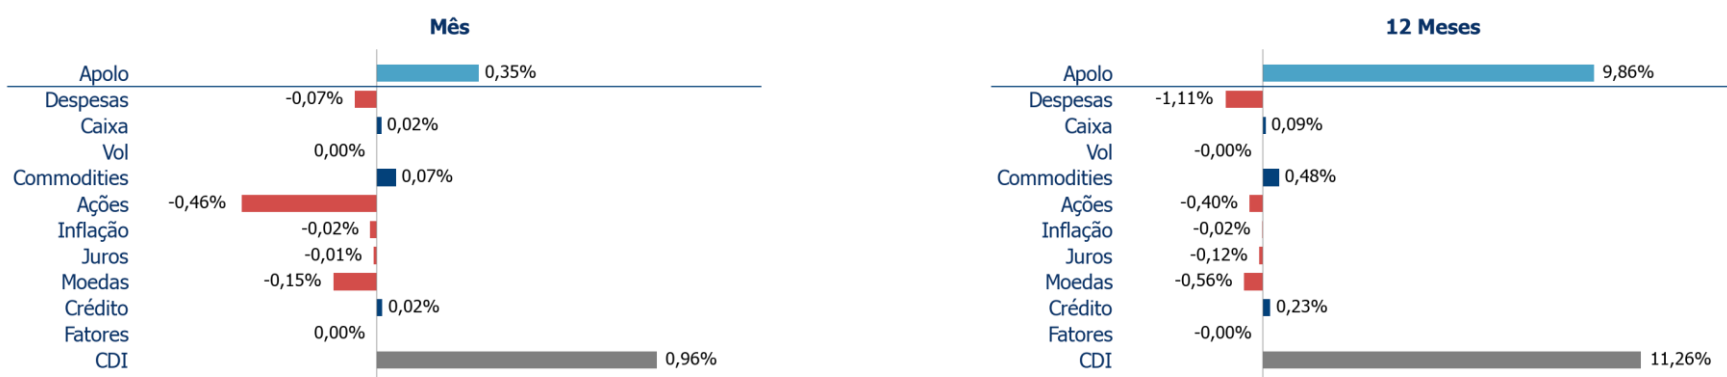 Mês
Apolo 0,35%
Despesas -0,07%
Caixa 0,02%
Vol 0,00%
Commodities 0,07%
Ações -0,46%
Inflação -0,02%
Juros -0,01%
Moedas -0,15%
Crédito 0,02%
Fatores 0,00%
CDI 0,96%
12 Meses
Apolo 9,86%
Despesas -1,11%
Caixa 0,09%
Vol -0,00%
Commodities 0,48%
Ações -0,40%
Inflação -0,02%
Juros -0,12%
Moedas -0,56%
Crédito 0,23%
Fatores -0,00%
CDI 11,26%